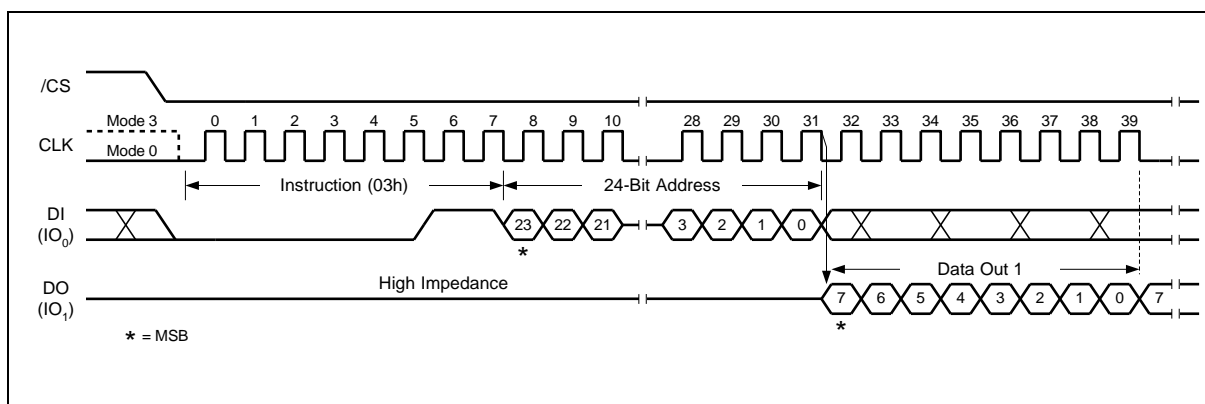 /CS
Mode 3
0 1 2 3 4 5 6 7 8 9 10 28 29 30 31 32 33 34 35 36 37 38 39
CLK
Mode 0
Instruction (03h) 24-Bit Address
DI
(IO0)
23 22 21 3 2 1 0
*
Data Out 1
High Impedance
DO
(IO1)
7 6 5 4 3 2 1 0 7
*
* = MSB